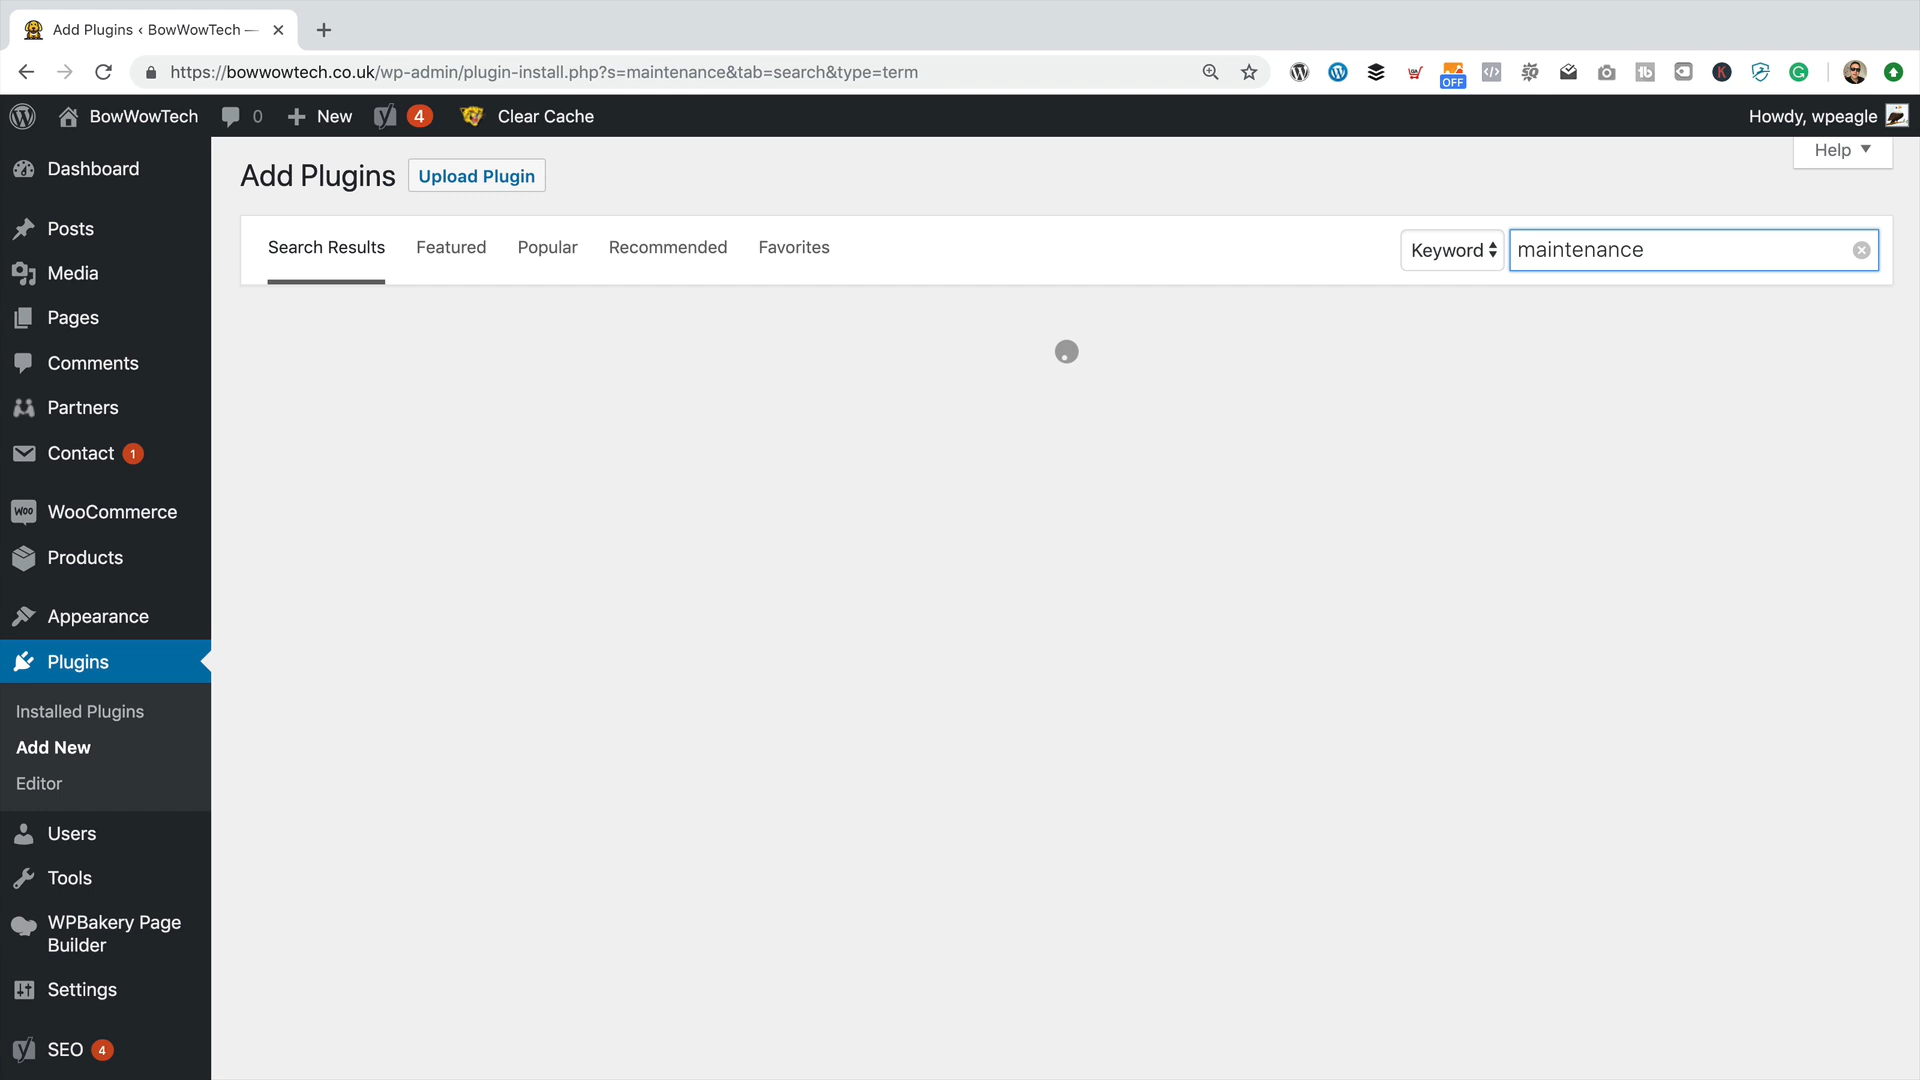 Add Plugins ‹ BowWowTech —
https://bowwowtech.co.uk/wp-admin/plugin-install.php?s=maintenance&tab=search&type=term
OFF
</>
tb
K
G
BowWowTech
0
New
4
Clear Cache
Howdy, wpeagle
Help
Dashboard
Posts
Media
Pages
Comments
Partners
Contact 1
WooCommerce
Products
Appearance
Plugins
Installed Plugins
Add New
Editor
Users
Tools
WPBakery Page
Builder
Settings
SEO 4
Add Plugins
Upload Plugin
Search Results
Featured
Popular
Recommended
Favorites
Keyword
maintenance